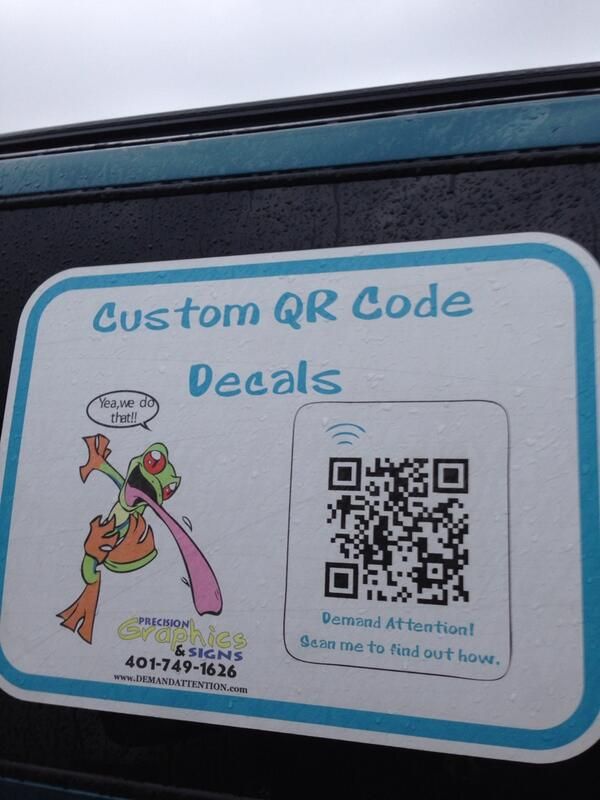 Custom QR Code
Decals
Yea,we do
that!!
Demand Attention!
Scan me to find out how.
PRECISION
Graphics
& SIGNS
401-749-1626
www.DEMANDATTENTION.com